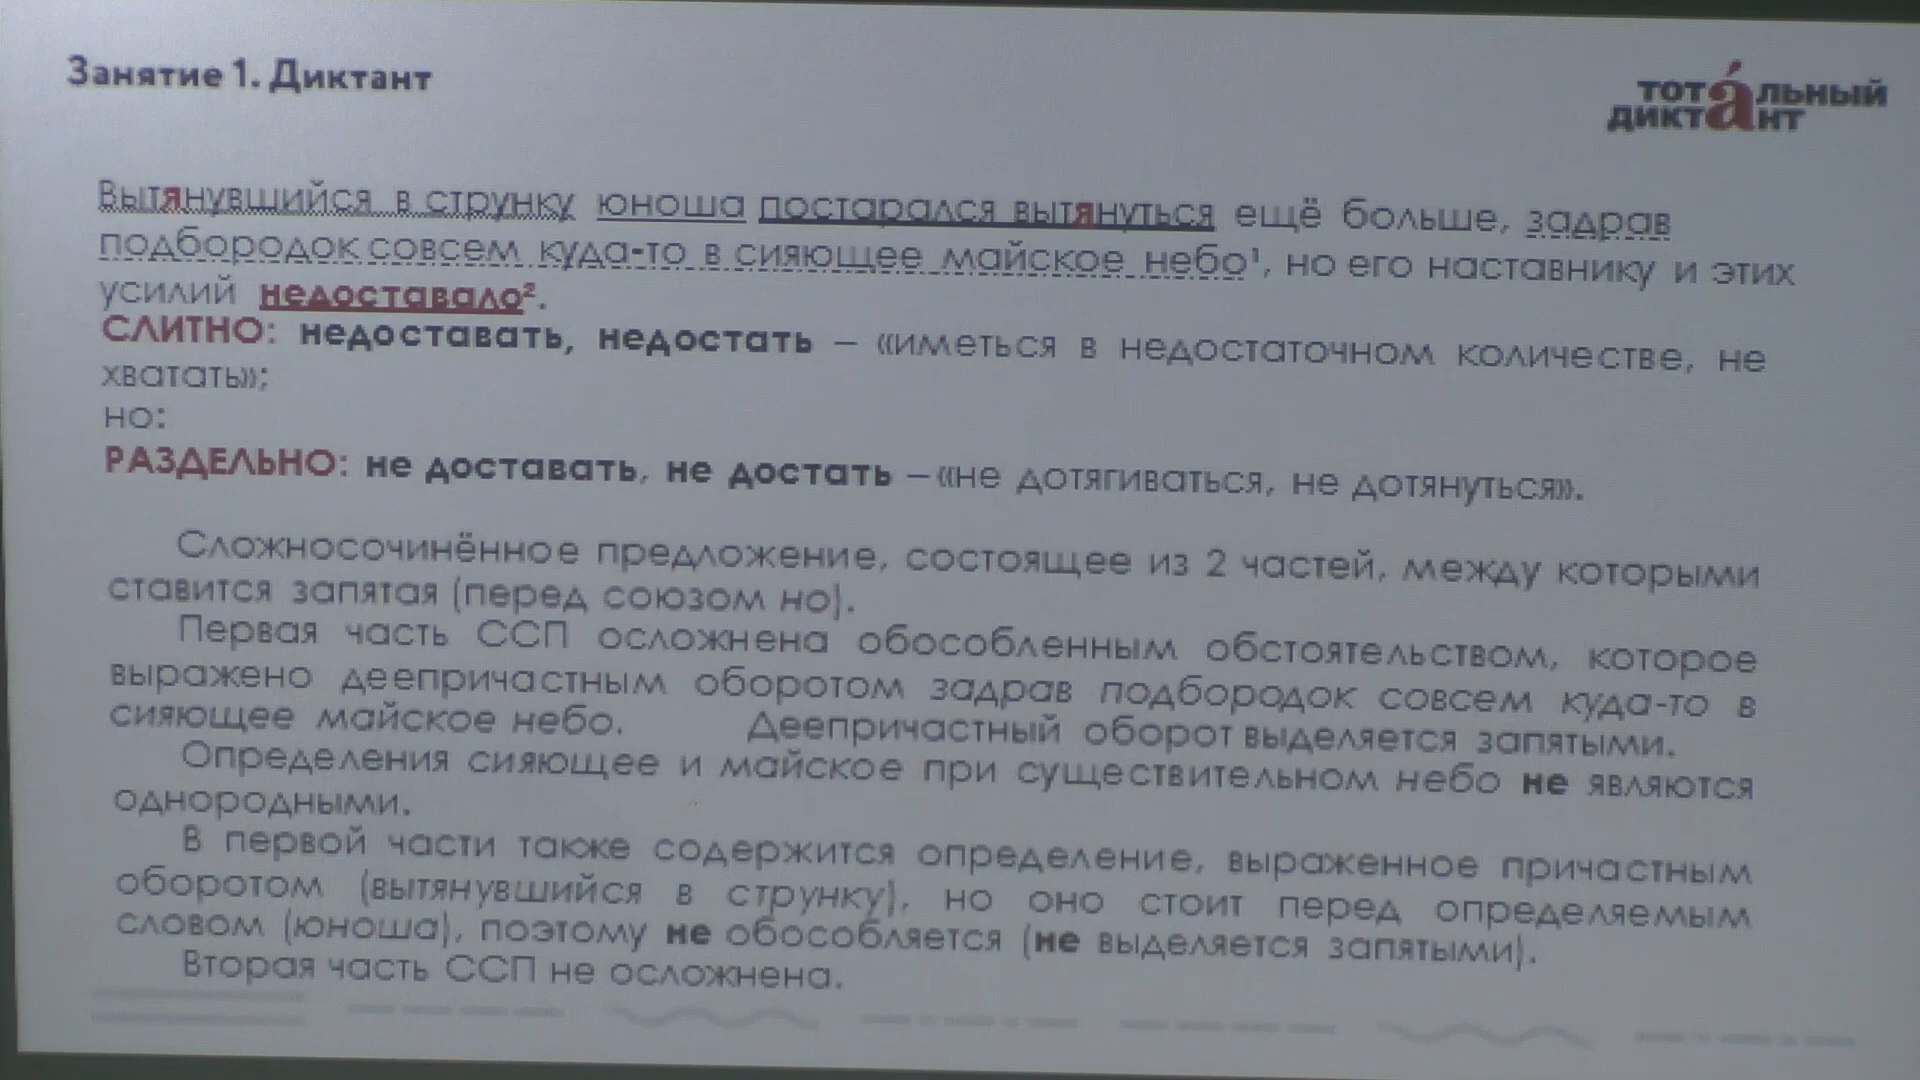 Занятие 1. Диктант
тота́льный
диктант
Вытянувшийся в струнку юноша постарался вытянуться ещё больше, задрав
подбородок совсем куда-то в сияющее майское небо¹, но его наставнику и этих
усилий недоставало².
СЛИТНО: недоставать, недостать – «иметься в недостаточном количестве, не
хватать»;
но:
РАЗДЕЛЬНО: не доставать, не достать –«не дотягиваться, не дотянуться».
Сложносочинённое предложение, состоящее из 2 частей, между которыми
ставится запятая (перед союзом но).
Первая часть ССП осложнена обособленным обстоятельством, которое
выражено деепричастным оборотом задрав подбородок совсем куда-то в
сияющее майское небо. Деепричастный оборот выделяется запятыми.
Определения сияющее и майское при существительном небо не являются
однородными.
В первой части также содержится определение, выраженное причастным
оборотом (вытянувшийся в струнку), но оно стоит перед определяемым
словом (юноша), поэтому не обособляется (не выделяется запятыми).
Вторая часть ССП не осложнена.